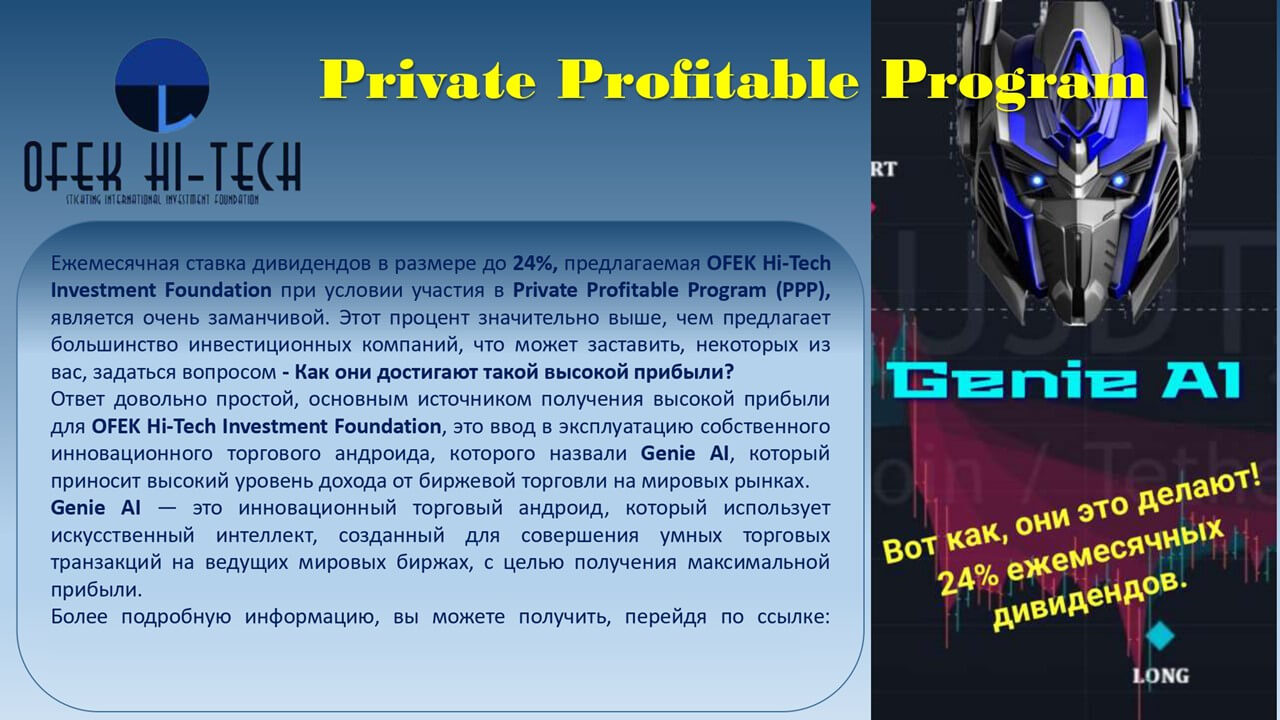 Private Profitable Program
OFEK HI-TECH
STICHTING INTERNATIONAL INVESTMENT FOUNDATION
Ежемесячная ставка дивидендов в размере до 24%, предлагаемая OFEK Hi-Tech
Investment Foundation при условии участия в Private Profitable Program (PPP),
является очень заманчивой. Этот процент значительно выше, чем предлагает
большинство инвестиционных компаний, что может заставить, некоторых из
вас, задаться вопросом - Как они достигают такой высокой прибыли?
Ответ довольно простой, основным источником получения высокой прибыли
для OFEK Hi-Tech Investment Foundation, это ввод в эксплуатацию собственного
инновационного торгового андроида, которого назвали Genie AI, который
приносит высокий уровень дохода от биржевой торговли на мировых рынках.
Genie AI — это инновационный торговый андроид, который использует
искусственный интеллект, созданный для совершения умных торговых
транзакций на ведущих мировых биржах, с целью получения максимальной
прибыли.
Более подробную информацию, вы можете получить, перейдя по ссылке:
RT
USDT
Genie AI
oin / Tethe
Вот как, они это делают!
24% ежемесячных
дивидендов.
LONG